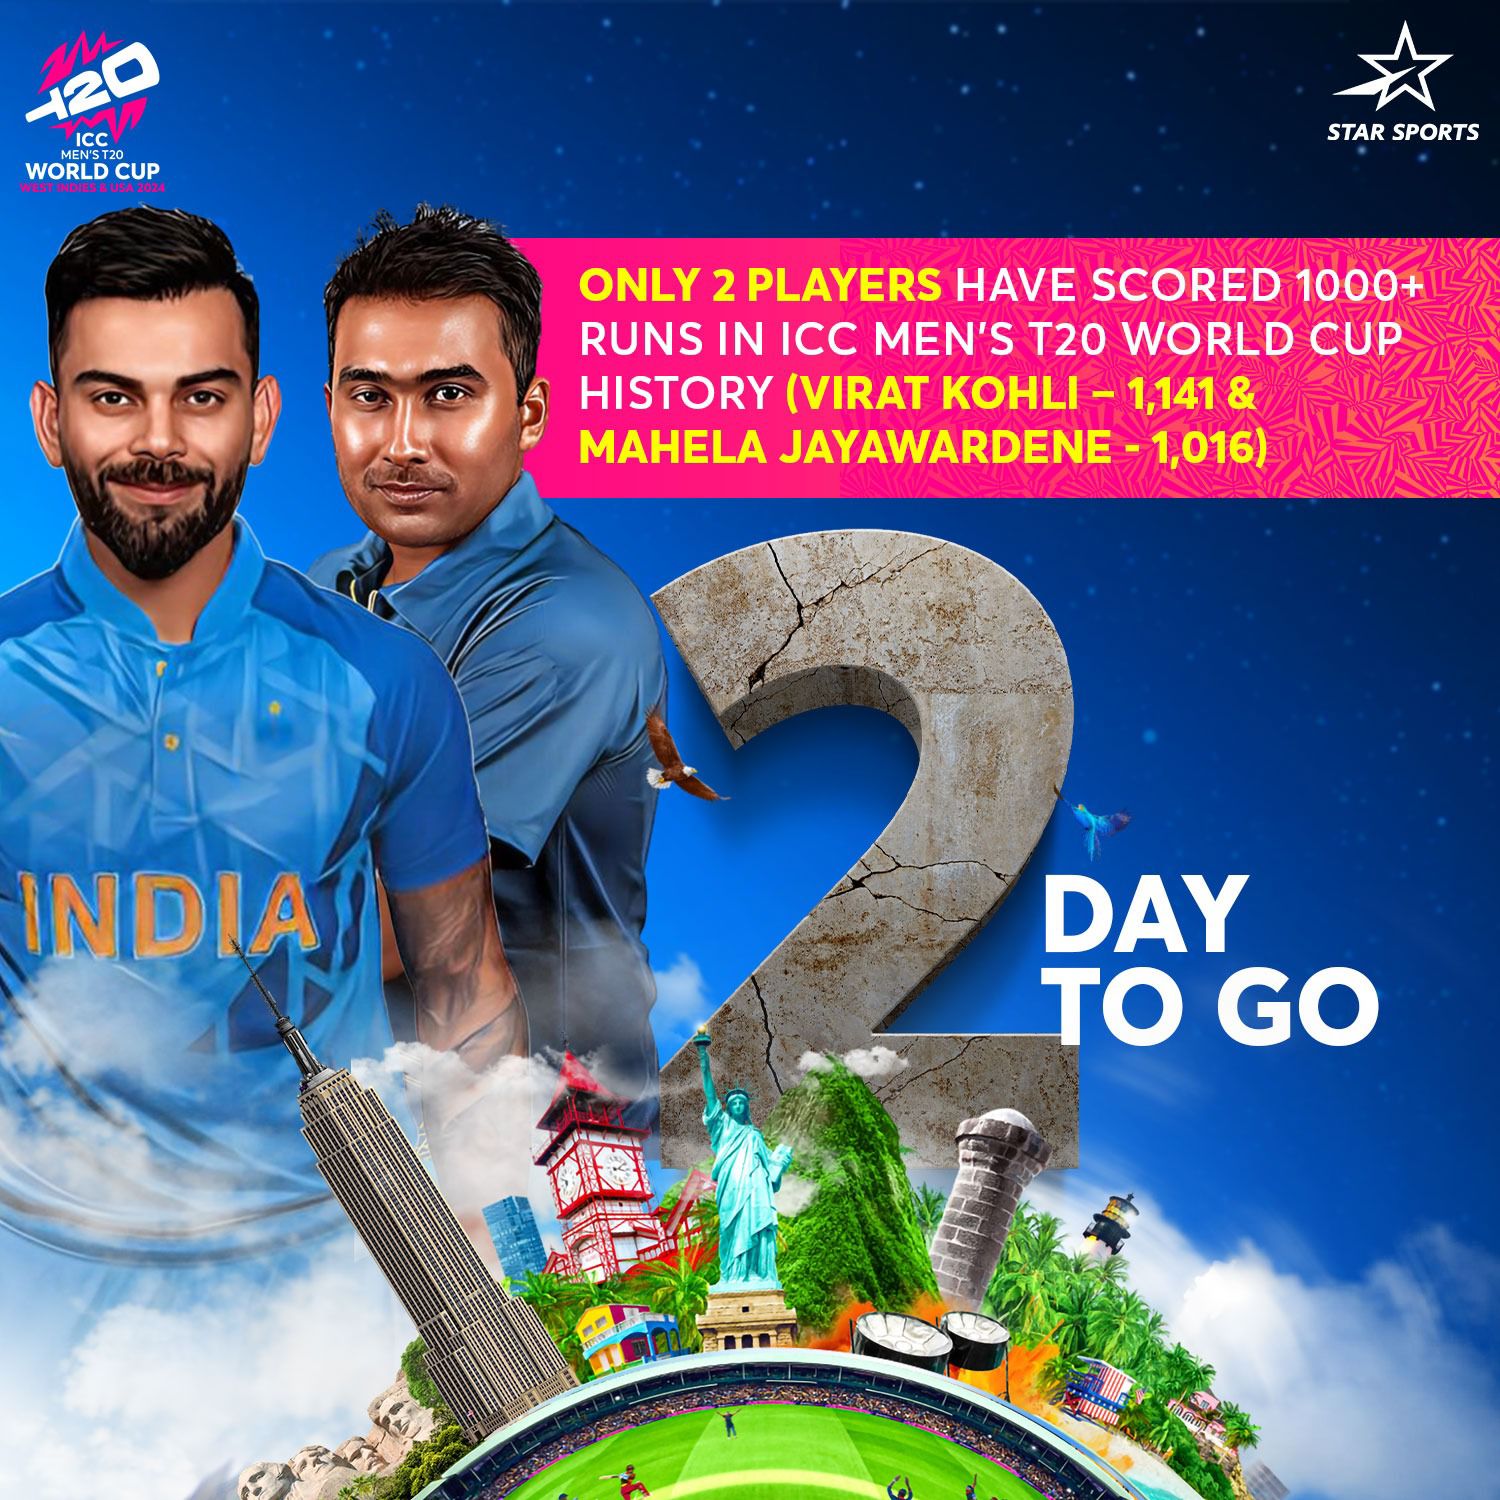 T20
ICC
MEN'S T20
WORLD CUP
WEST INDIES & USA 2024
STAR SPORTS
ONLY 2 PLAYERS HAVE SCORED 1000+
RUNS IN ICC MEN'S T20 WORLD CUP
HISTORY (VIRAT KOHLI – 1,141 &
MAHELA JAYAWARDENE - 1,016)
2
DAY
TO GO
INDIA